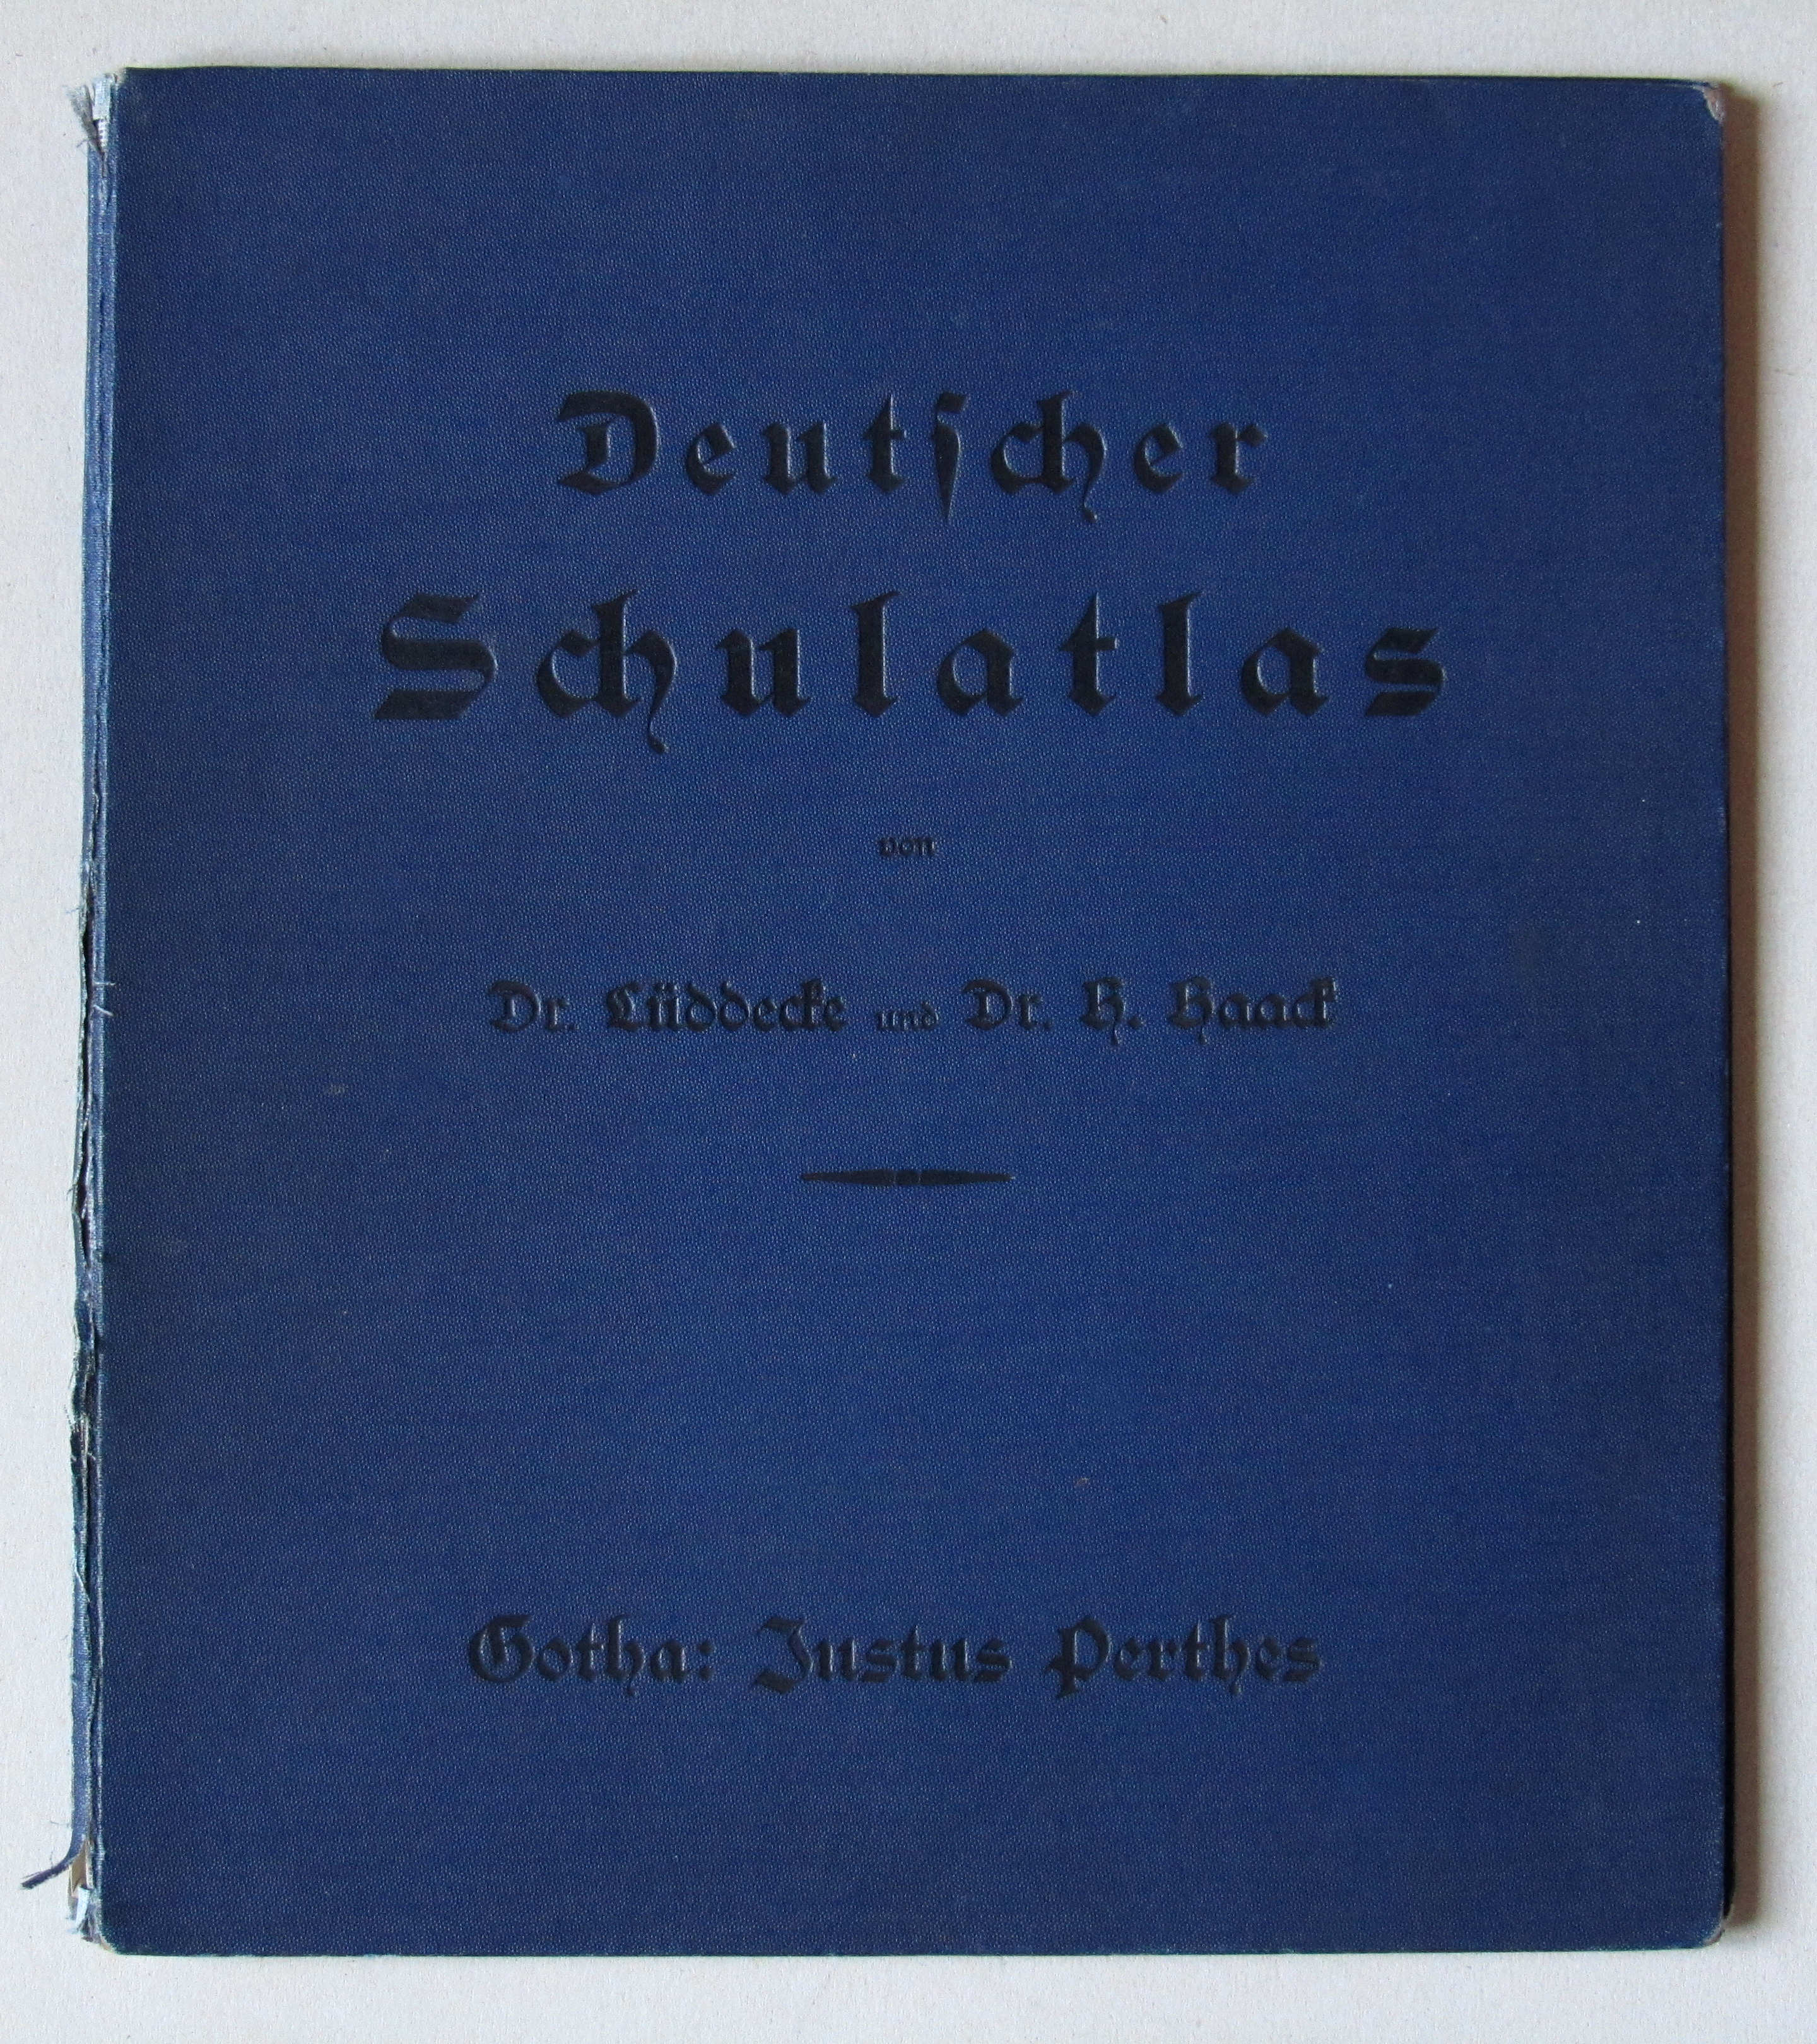 Deutſcher
Schulatlas
von
Dr. Lüddecke und Dr. H. Haack
Gotha: Justus Perthes